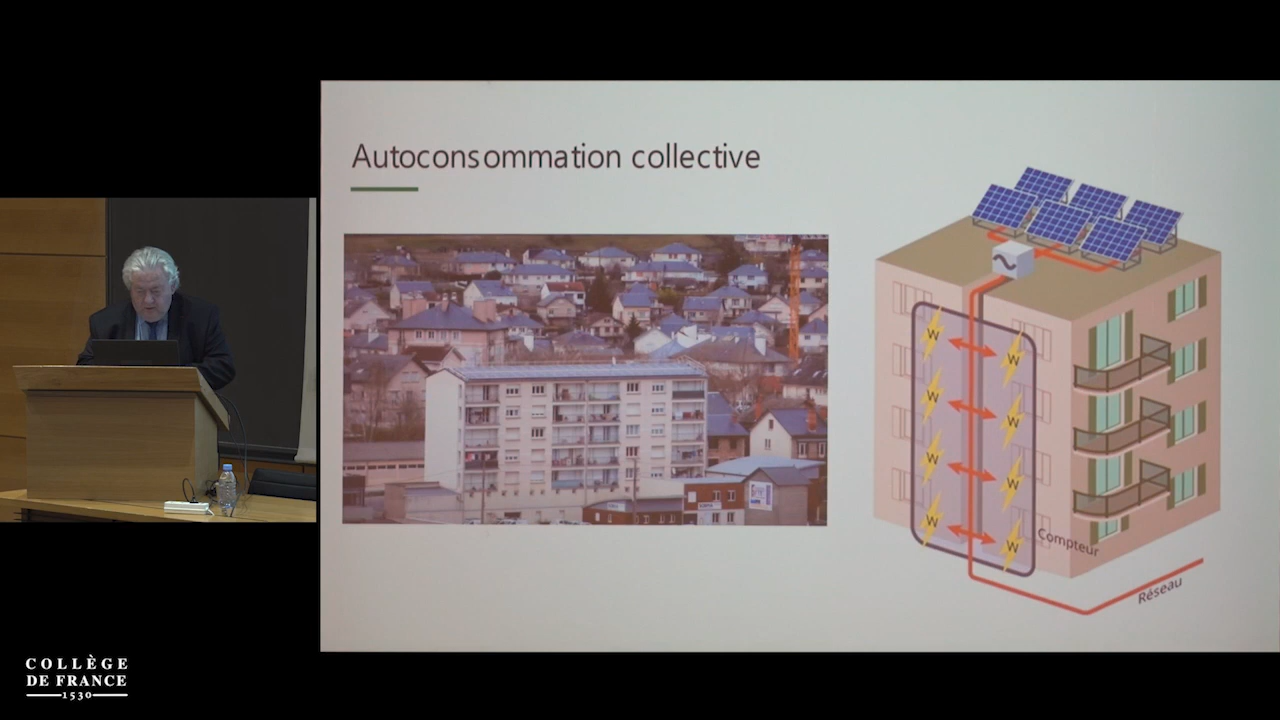 Autoconsommation collective
W
W
W
W
W
W
W
W
Compteur
Réseau
COLLÈGE
DE FRANCE
1530